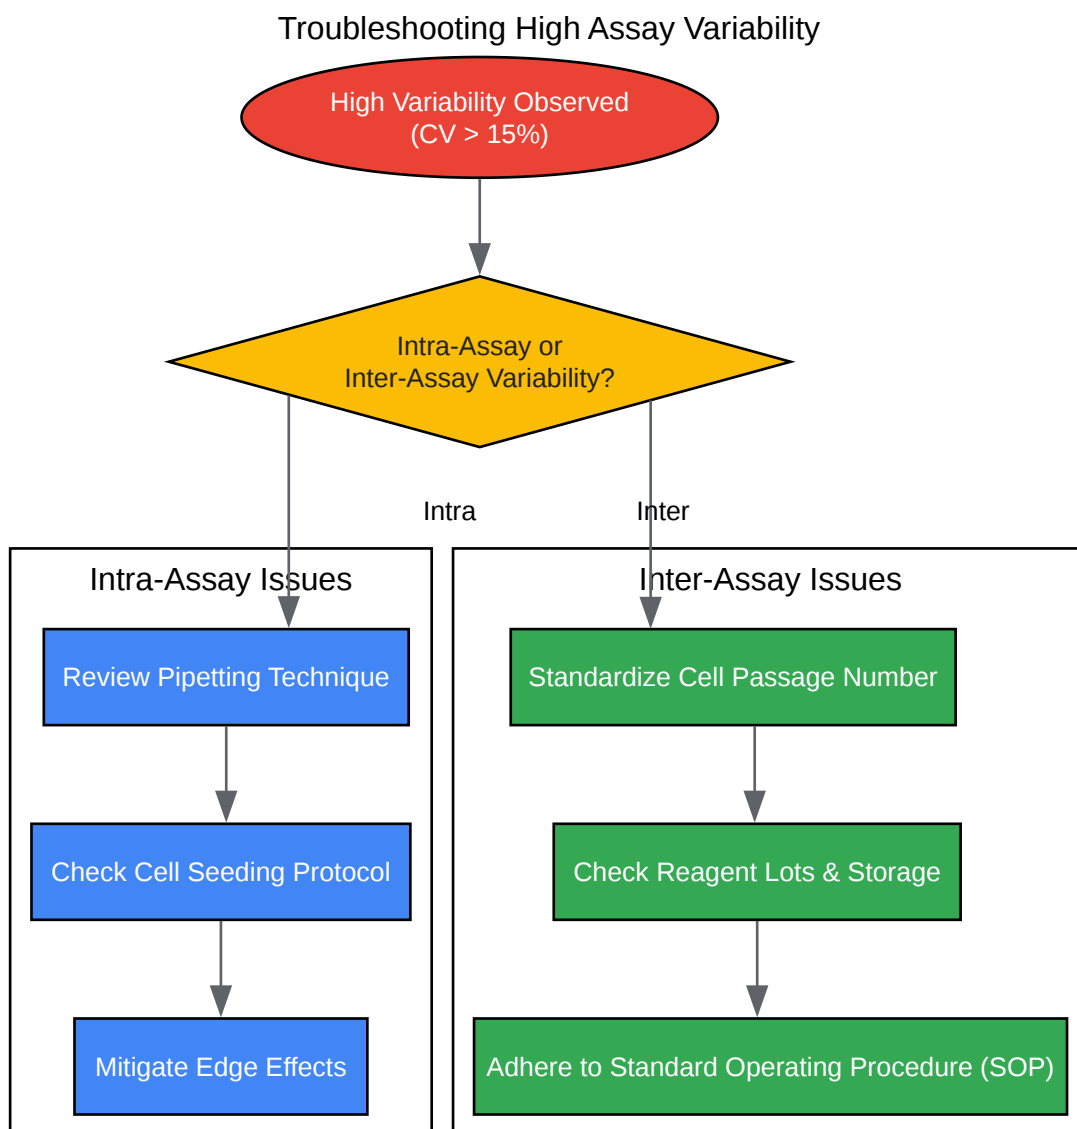 Troubleshooting High Assay Variability
High Variability Observed
(CV > 15%)
Intra-Assay or
Inter-Assay Variability?
Intra
Inter
Intra-Assay Issues
Review Pipetting Technique
Check Cell Seeding Protocol
Mitigate Edge Effects
Inter-Assay Issues
Standardize Cell Passage Number
Check Reagent Lots & Storage
Adhere to Standard Operating Procedure (SOP)